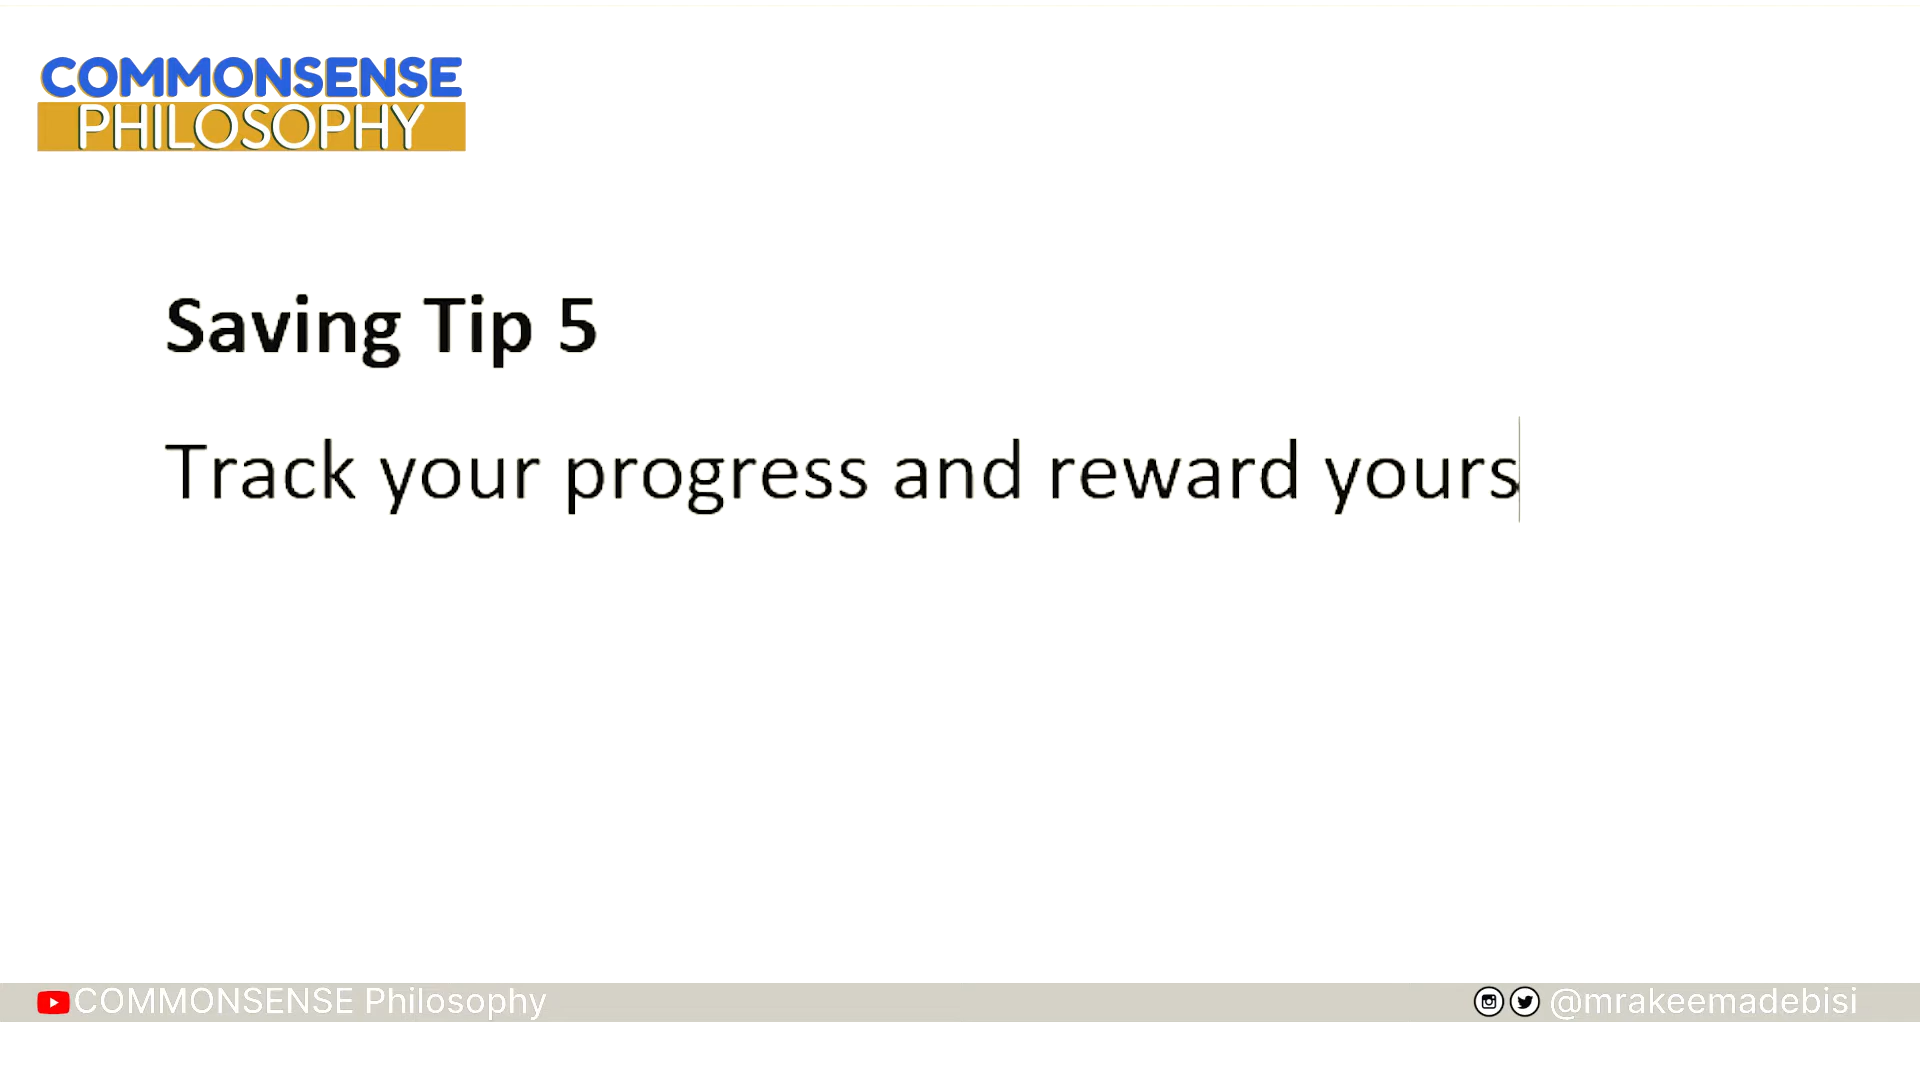 COMMONSENSE
PHILOSOPHY
Saving Tip 5
Track your progress and reward yours
COMMONSENSE Philosophy
@mrakeemadebisi